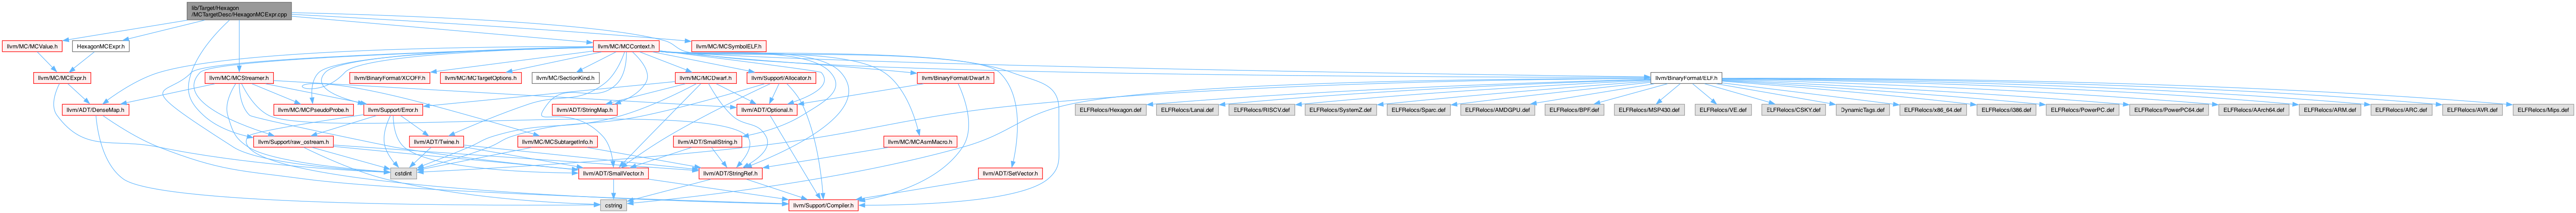 lib/Target/Hexagon
/MCTargetDesc/HexagonMCExpr.cpp
llvm/MC/MCValue.h
HexagonMCExpr.h
llvm/MC/MCContext.h
llvm/MC/MCSymbolELF.h
llvm/MC/MCExpr.h
llvm/MC/MCStreamer.h
llvm/BinaryFormat/XCOFF.h
llvm/MC/MCTargetOptions.h
llvm/MC/SectionKind.h
llvm/MC/MCDwarf.h
llvm/Support/Allocator.h
llvm/BinaryFormat/Dwarf.h
llvm/BinaryFormat/ELF.h
llvm/ADT/DenseMap.h
llvm/MC/MCPseudoProbe.h
llvm/Support/Error.h
llvm/ADT/StringMap.h
llvm/ADT/Optional.h
ELFRelocs/Hexagon.def
ELFRelocs/Lanai.def
ELFRelocs/RISCV.def
ELFRelocs/SystemZ.def
ELFRelocs/Sparc.def
ELFRelocs/AMDGPU.def
ELFRelocs/BPF.def
ELFRelocs/MSP430.def
ELFRelocs/VE.def
ELFRelocs/CSKY.def
DynamicTags.def
ELFRelocs/x86_64.def
ELFRelocs/i386.def
ELFRelocs/PowerPC.def
ELFRelocs/PowerPC64.def
ELFRelocs/AArch64.def
ELFRelocs/ARM.def
ELFRelocs/ARC.def
ELFRelocs/AVR.def
ELFRelocs/Mips.def
llvm/Support/raw_ostream.h
llvm/ADT/Twine.h
llvm/MC/MCSubtargetInfo.h
llvm/ADT/SmallString.h
llvm/MC/MCAsmMacro.h
cstdint
llvm/ADT/SmallVector.h
llvm/ADT/StringRef.h
llvm/ADT/SetVector.h
cstring
llvm/Support/Compiler.h